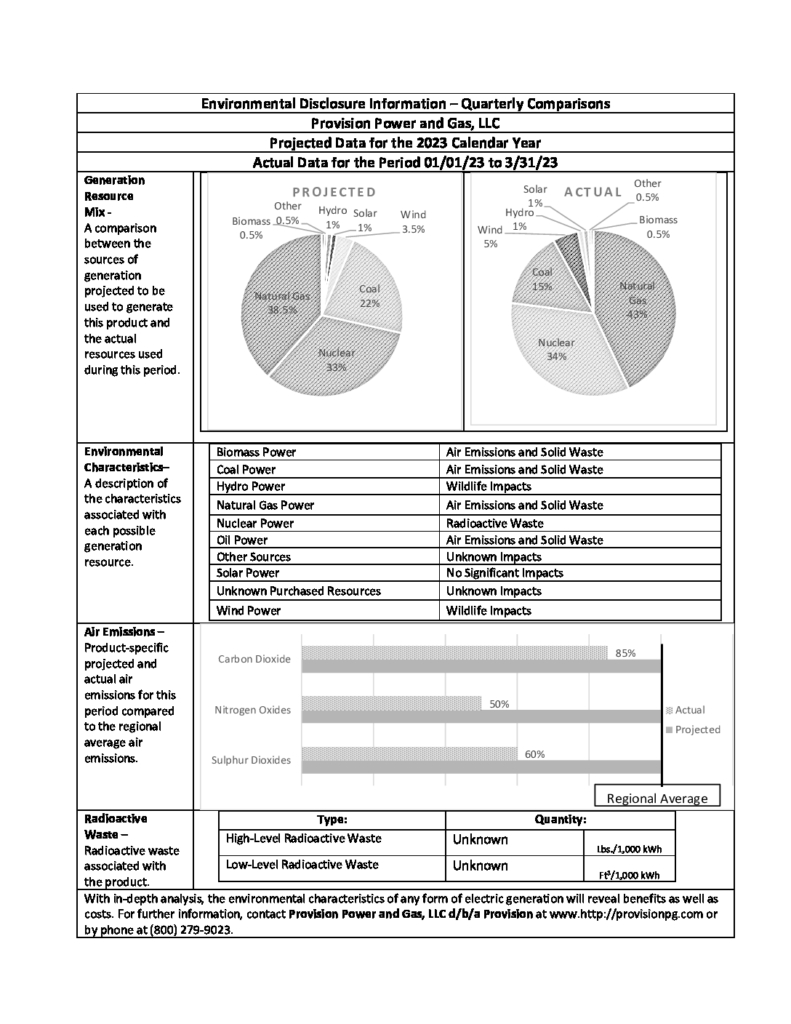 Environmental Disclosure Information – Quarterly Comparisons
Provision Power and Gas, LLC
Projected Data for the 2023 Calendar Year
Actual Data for the Period 01/01/23 to 3/31/23
Generation
Resource
Mix -
A comparison
between the
sources of
generation
projected to be
used to generate
this product and
the actual
resources used
during this period.
PROJECTED
Other
0.5%
Biomass
0.5%
Hydro
1%
Solar
1%
Wind
3.5%
Coal
22%
Natural Gas
38.5%
Nuclear
33%
ACTUAL
Solar
1%
Other
0.5%
Hydro
1%
Biomass
0.5%
Wind
5%
Coal
15%
Natural
Gas
43%
Nuclear
34%
Environmental
Characteristics–
A description of
the characteristics
associated with
each possible
generation
resource.
Biomass Power Air Emissions and Solid Waste
Coal Power Air Emissions and Solid Waste
Hydro Power Wildlife Impacts
Natural Gas Power Air Emissions and Solid Waste
Nuclear Power Radioactive Waste
Oil Power Air Emissions and Solid Waste
Other Sources Unknown Impacts
Solar Power No Significant Impacts
Unknown Purchased Resources Unknown Impacts
Wind Power Wildlife Impacts
Air Emissions –
Product-specific
projected and
actual air
emissions for this
period compared
to the regional
average air
emissions.
Carbon Dioxide 85%
Nitrogen Oxides 50%
Sulphur Dioxides 60%
Actual
Projected
Regional Average
Radioactive
Waste –
Radioactive waste
associated with
the product.
Type: Quantity:
High-Level Radioactive Waste Unknown Lbs./1,000 kWh
Low-Level Radioactive Waste Unknown Ft³/1,000 kWh
With in-depth analysis, the environmental characteristics of any form of electric generation will reveal benefits as well as
costs. For further information, contact Provision Power and Gas, LLC d/b/a Provision at www.http://provisionpg.com or
by phone at (800) 279-9023.